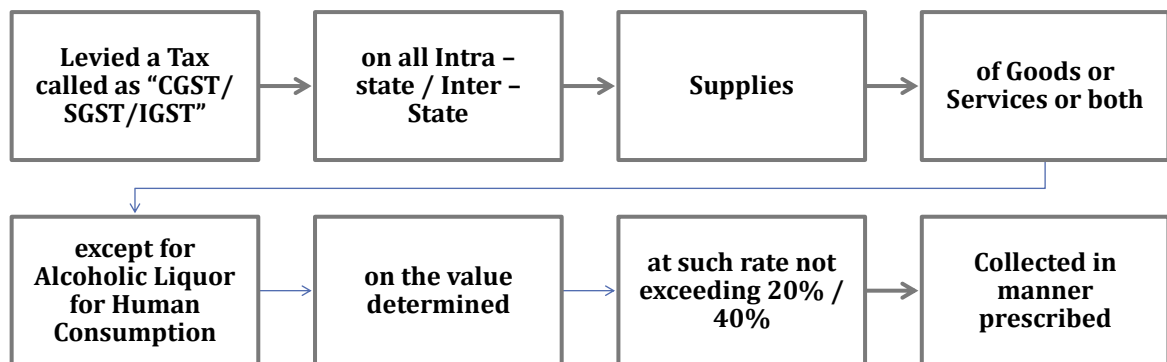 Levied a Tax
called as “CGST/
SGST/IGST”
on all Intra –
state / Inter –
State
Supplies
of Goods or
Services or both
except for
Alcoholic Liquor
for Human
Consumption
on the value
determined
at such rate not
exceeding 20% /
40%
Collected in
manner
prescribed